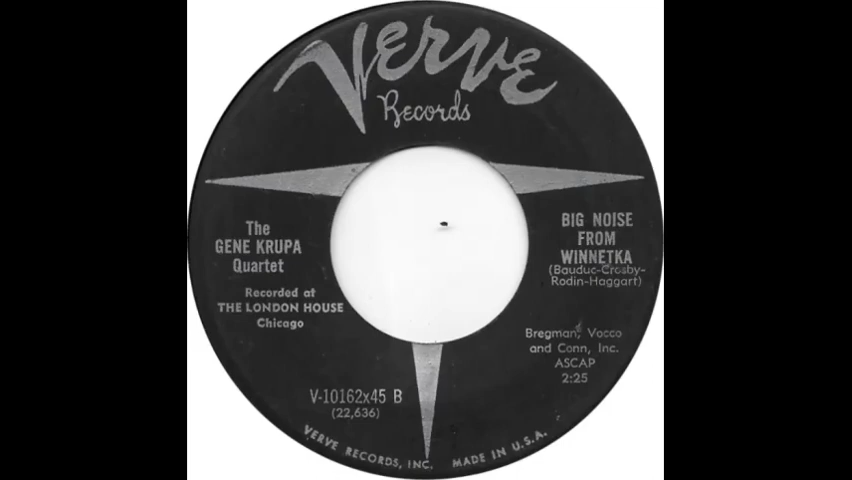 Verve
Records
The
GENE KRUPA
Quartet
Recorded at
THE LONDON HOUSE
Chicago
BIG NOISE
FROM
WINNETKA
(Bauduc-Crosby-
Rodin-Haggart)
Bregman, Vocco
and Conn, Inc.
ASCAP
2:25
V-10162x45 B
(22,636)
VERVE RECORDS, INC. MADE IN U.S.A.